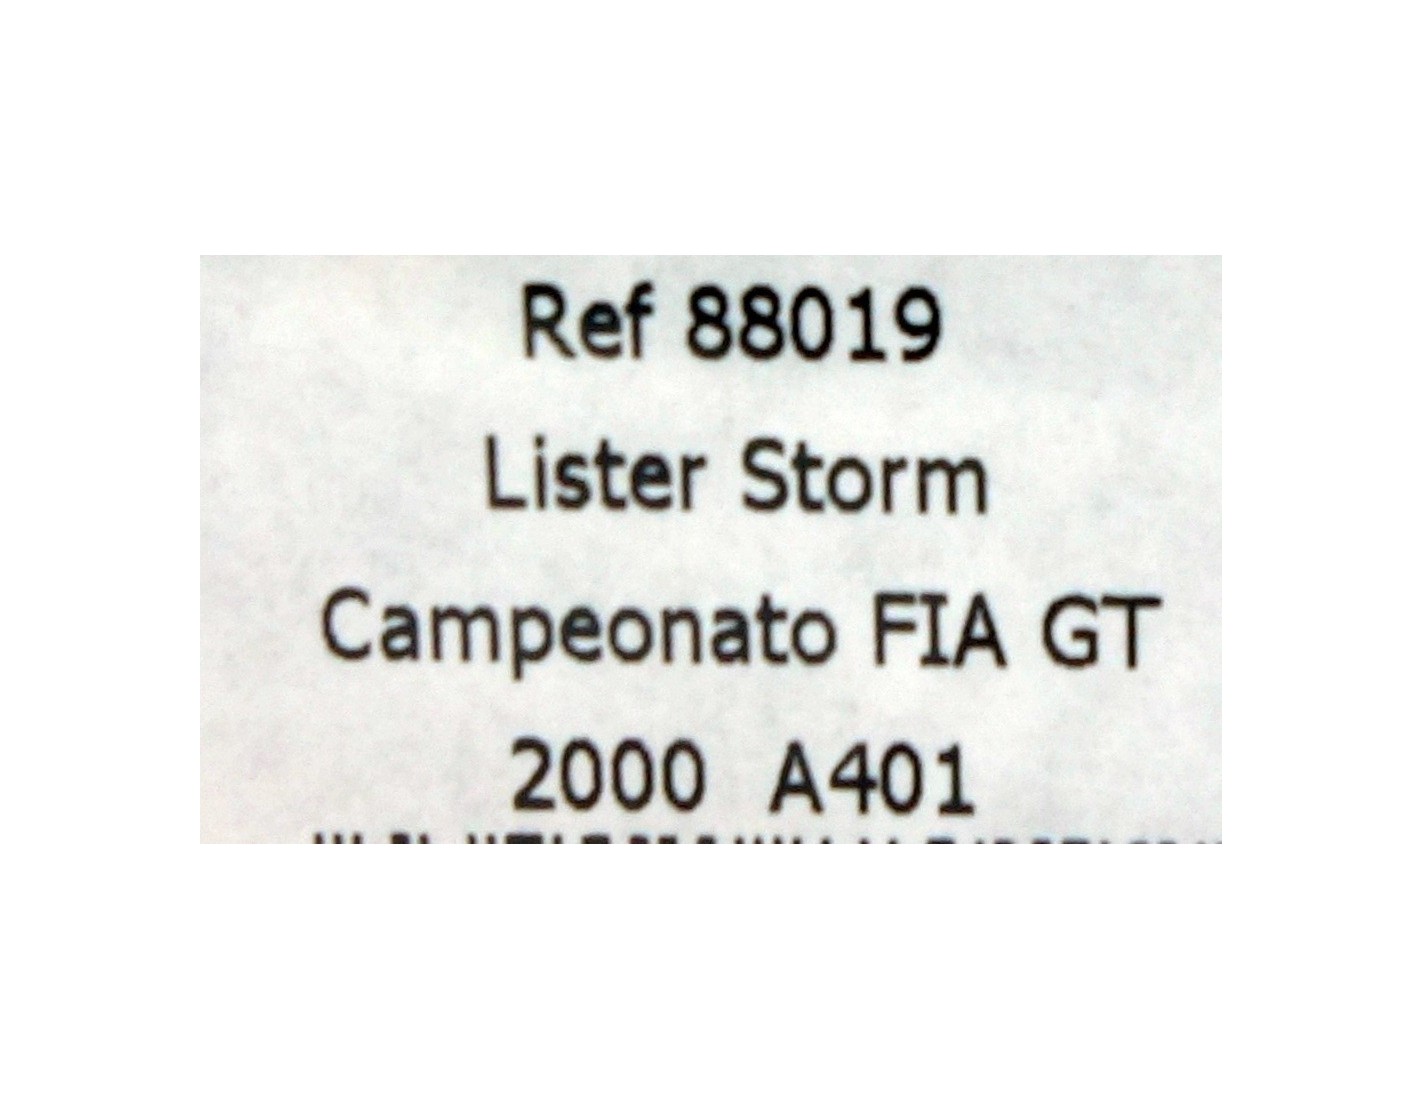 Ref 88019
Lister Storm
Campeonato FIA GT
2000 A401